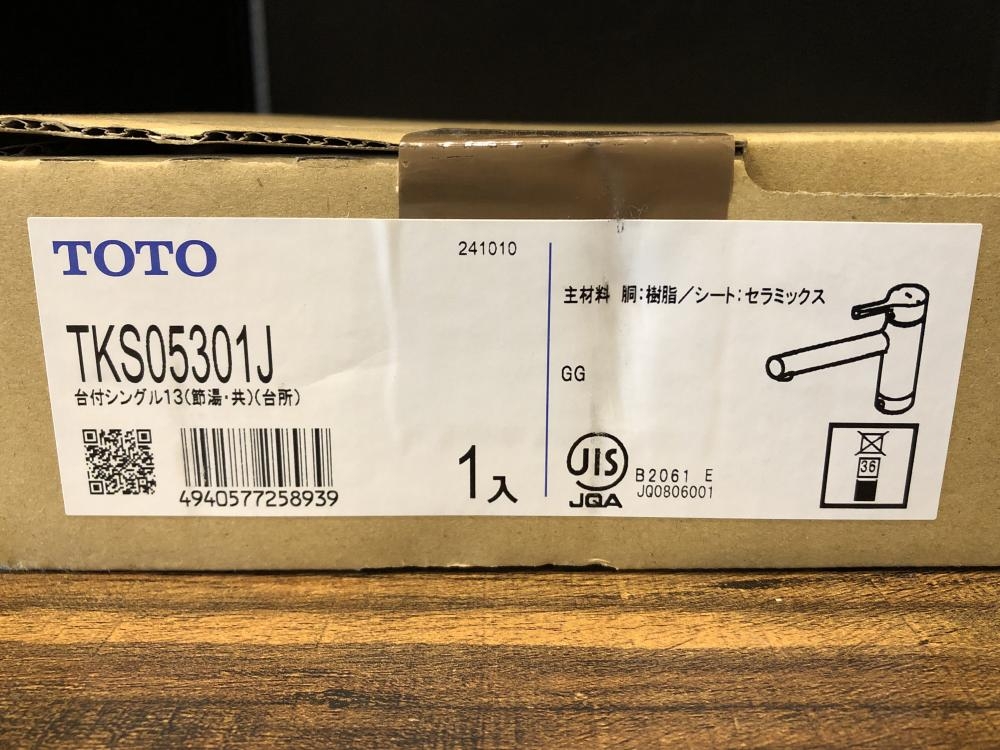 TOTO
241010
TKS05301J
台付シングル13(節湯・共)(台所)
4940577258939
1入
主材料 胴:樹脂/シート:セラミックス
GG
JIS
JQA
B2061 E
JQ0806001
36